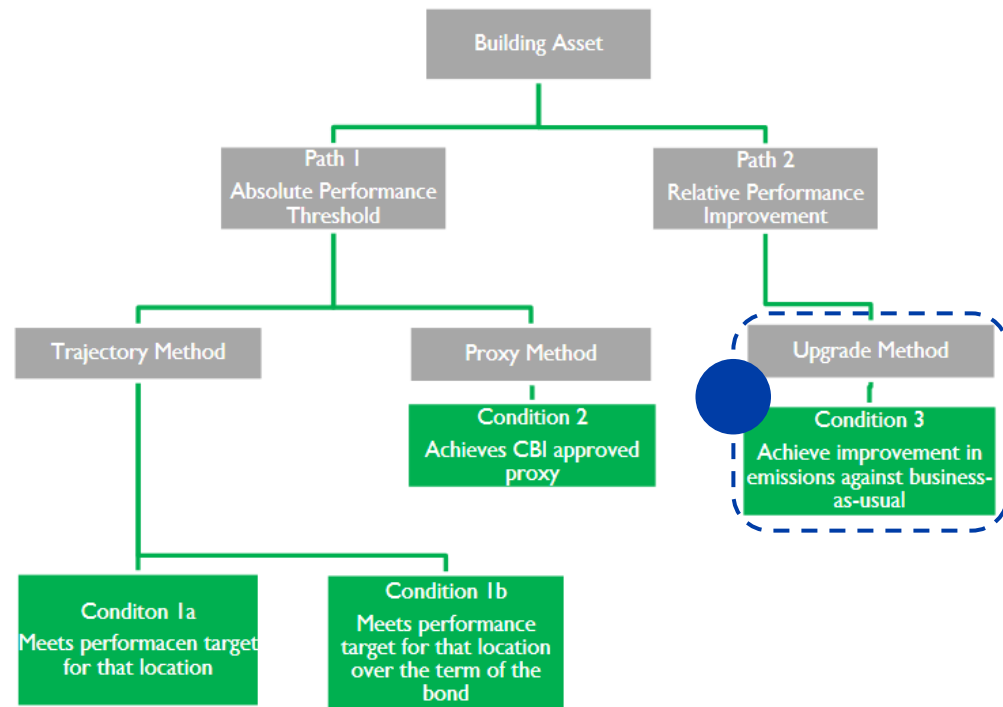 Building Asset
Path 1
Absolute Performance
Threshold
Path 2
Relative Performance
Improvement
Trajectory Method
Proxy Method
Upgrade Method
Condition 2
Achieves CBI approved
proxy
Condition 3
Achieve improvement in
emissions against business-
as-usual
Conditon 1a
Meets performacen target
for that location
Condition 1b
Meets performance
target for that location
over the term of the
bond